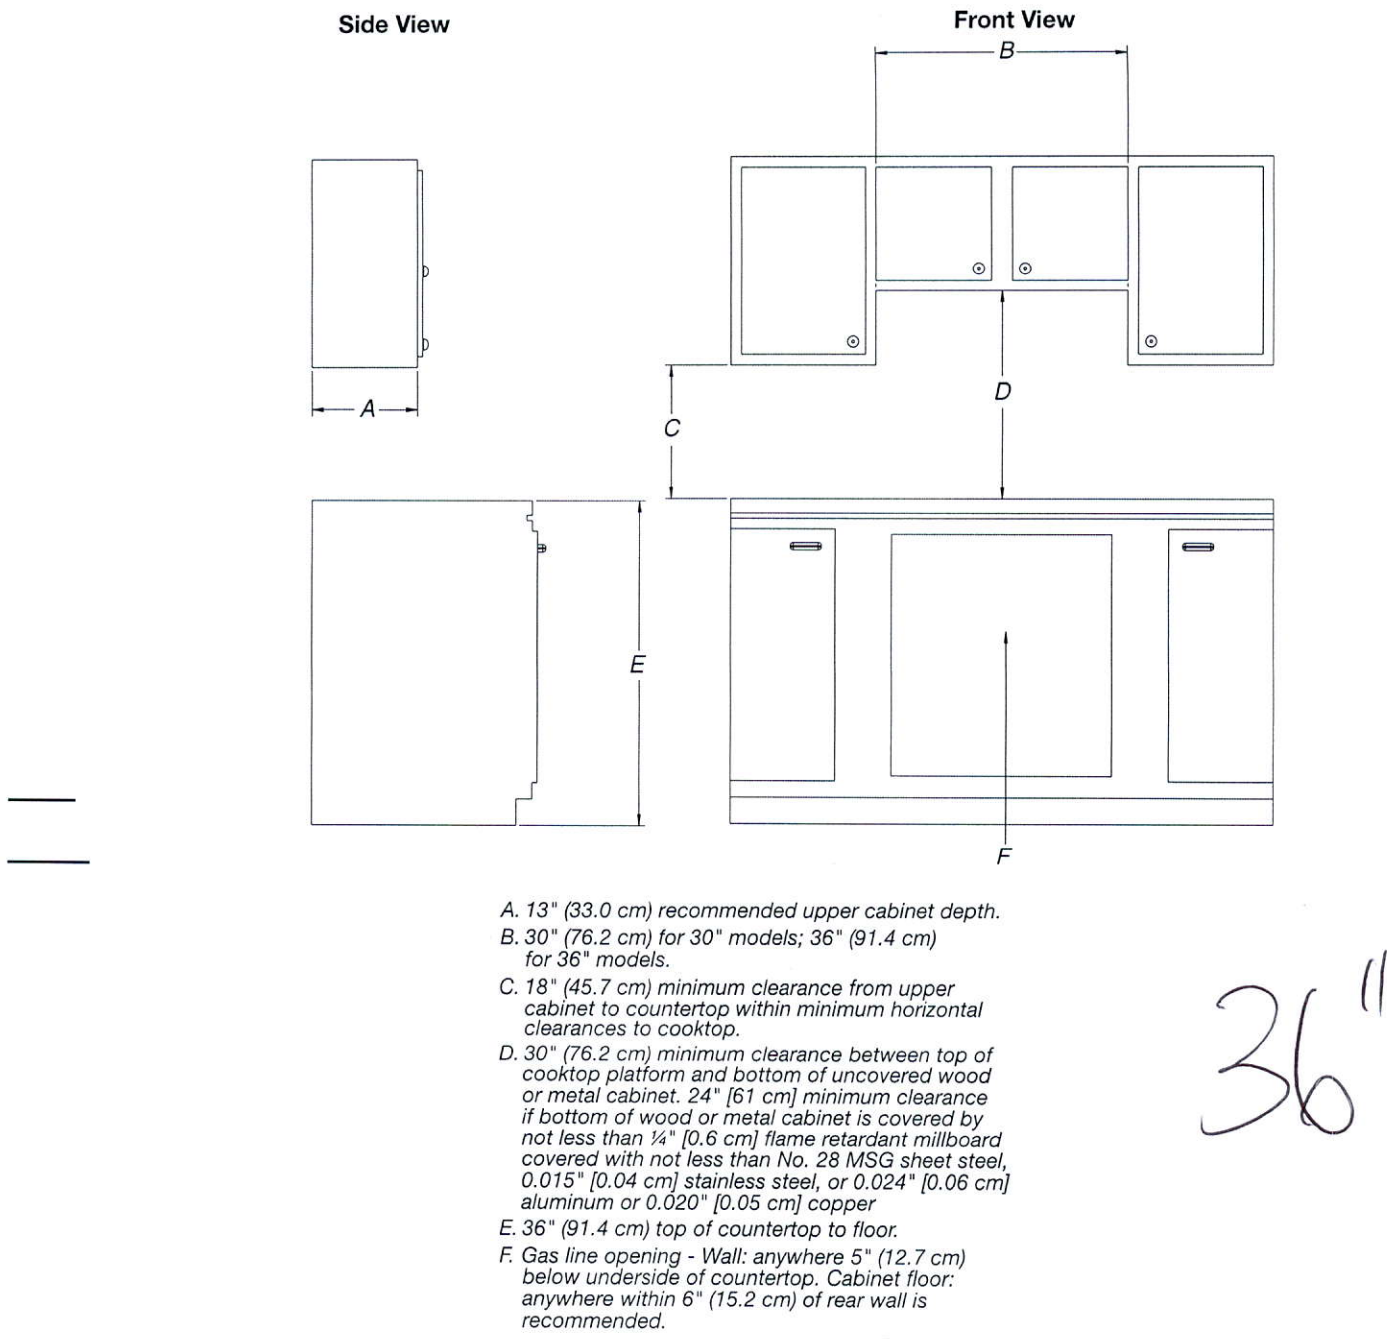 Side View
Front View
B
A
D
C
E
F
A. 13" (33.0 cm) recommended upper cabinet depth.
B. 30" (76.2 cm) for 30" models; 36" (91.4 cm)
for 36" models.
C. 18" (45.7 cm) minimum clearance from upper
cabinet to countertop within minimum horizontal
clearances to cooktop.
D. 30" (76.2 cm) minimum clearance between top of
cooktop platform and bottom of uncovered wood
or metal cabinet. 24" [61 cm] minimum clearance
if bottom of wood or metal cabinet is covered by
not less than ¼" [0.6 cm] flame retardant millboard
covered with not less than No. 28 MSG sheet steel,
0.015" [0.04 cm] stainless steel, or 0.024" [0.06 cm]
aluminum or 0.020" [0.05 cm] copper
E. 36" (91.4 cm) top of countertop to floor.
F. Gas line opening - Wall: anywhere 5" (12.7 cm)
below underside of countertop. Cabinet floor:
anywhere within 6" (15.2 cm) of rear wall is
recommended.
36"